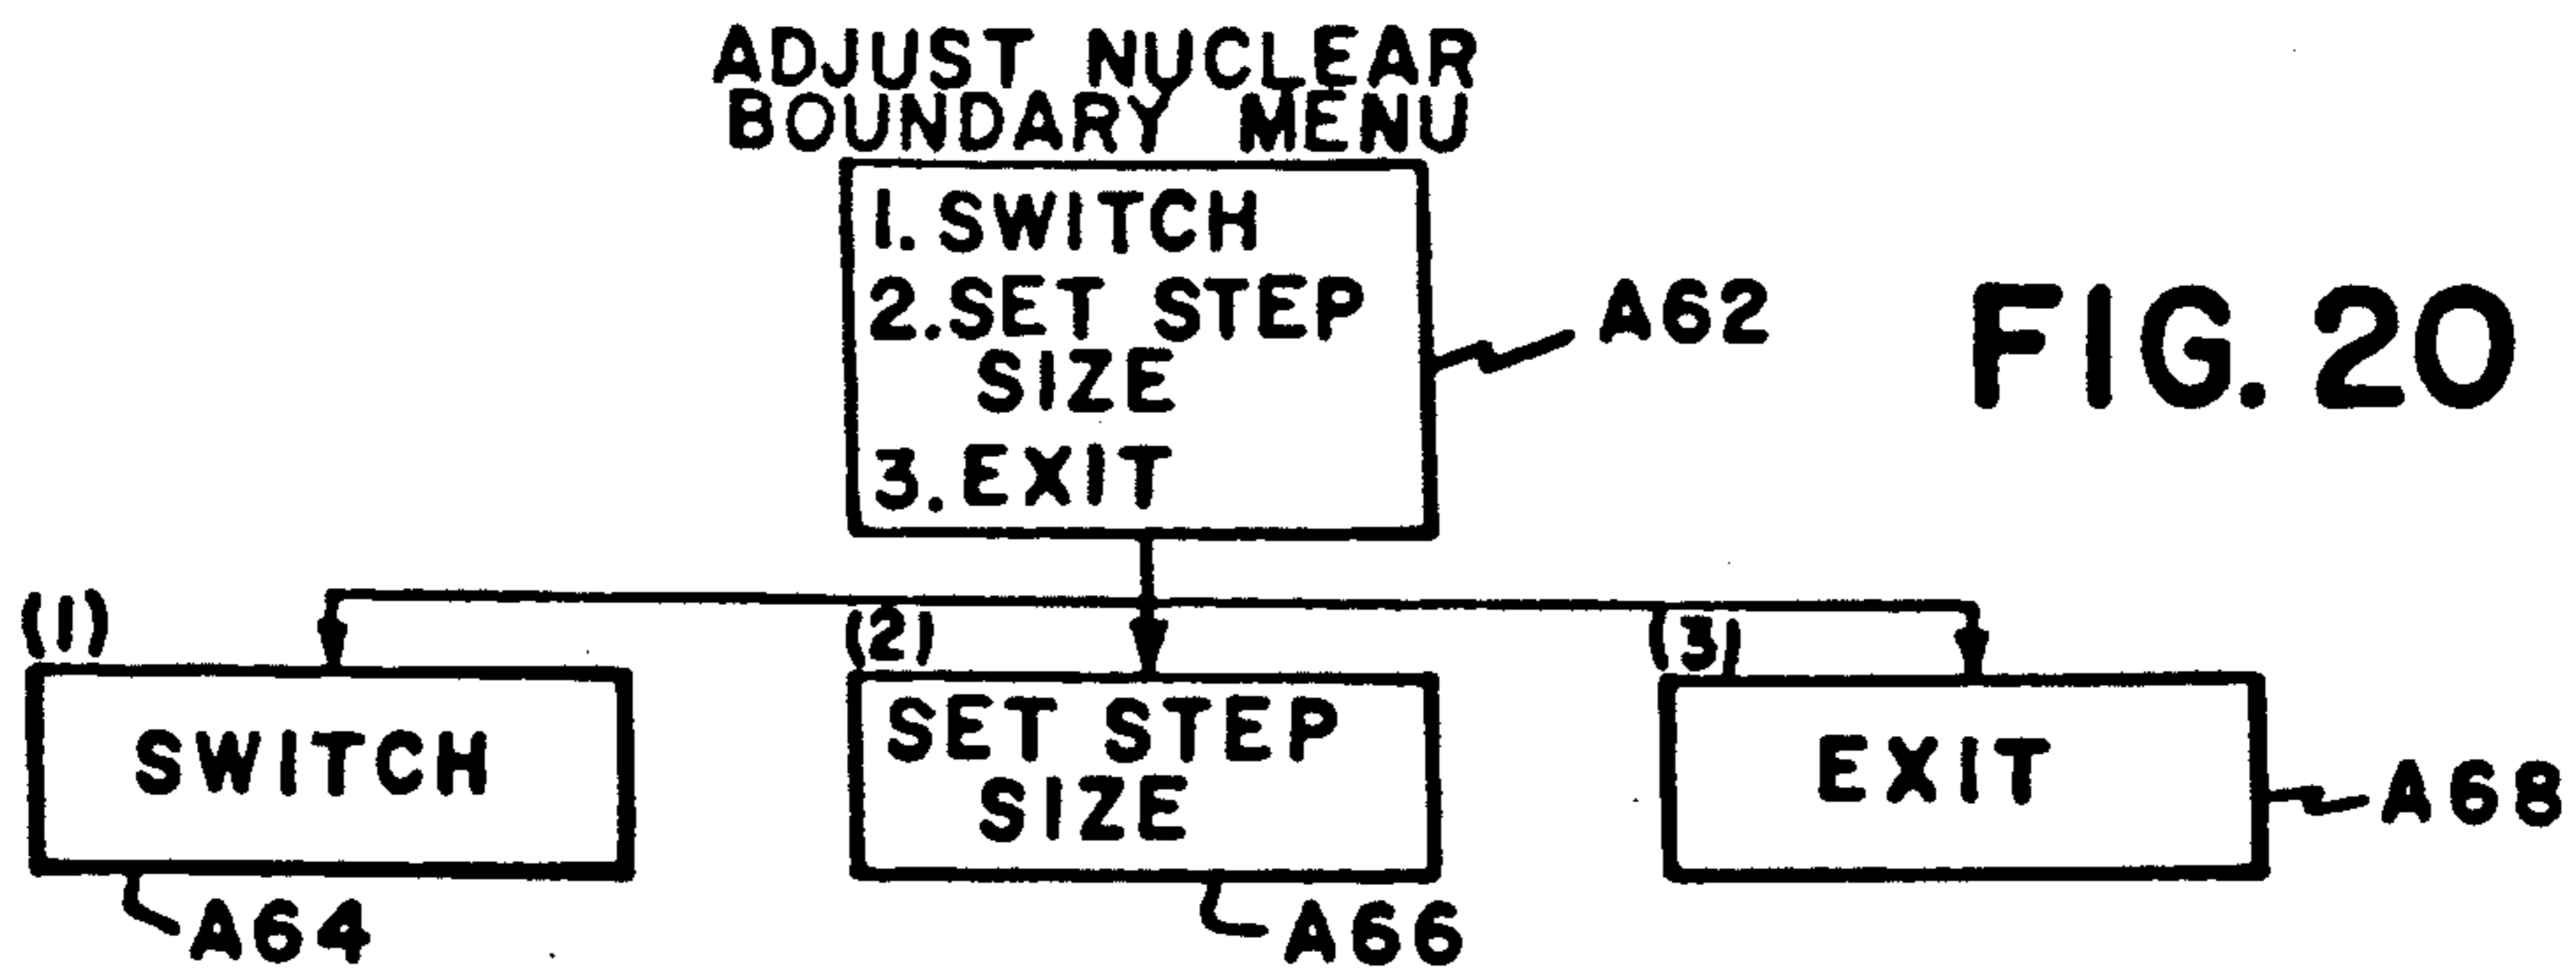 ADJUST NUCLEAR
BOUNDARY MENU
1. SWITCH
2. SET STEP
SIZE
3. EXIT
A62
FIG. 20
(1)
(2)
(3)
SWITCH
SET STEP
SIZE
EXIT
A64
A66
A68